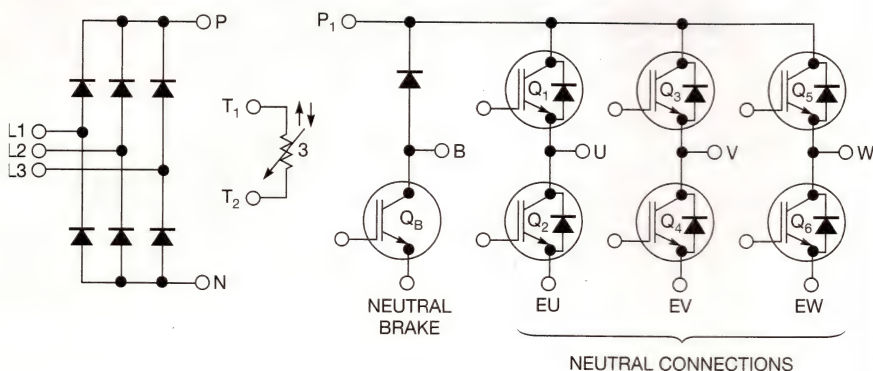 P
P₁
L1
L2
L3
T₁
3
T₂
N
B
Q_B
NEUTRAL
BRAKE
Q₁
Q₃
Q₅
U
V
W
Q₂
Q₄
Q₆
EU
EV
EW
NEUTRAL CONNECTIONS